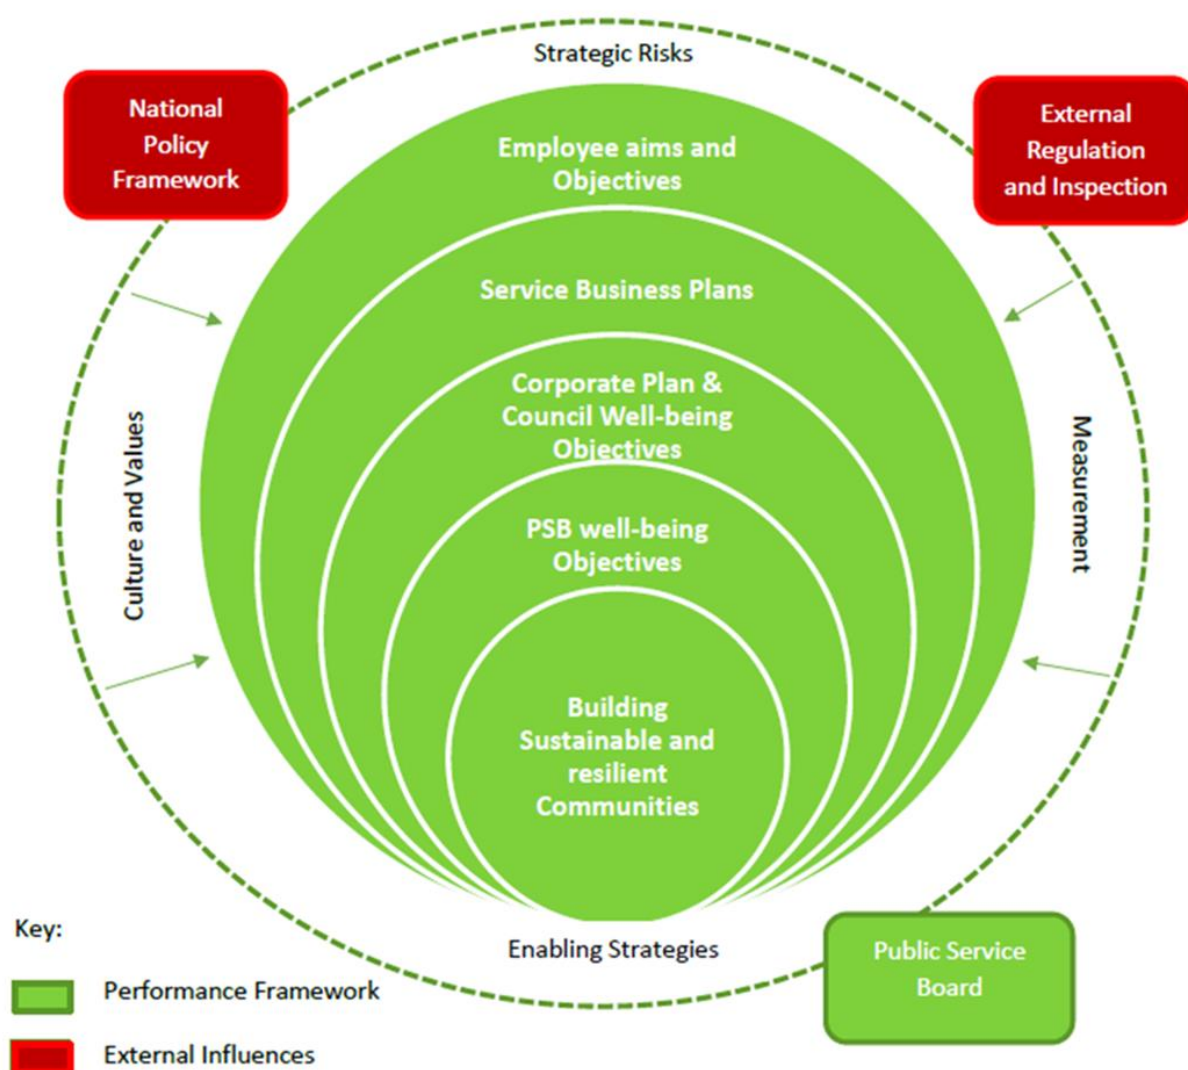 Strategic Risks
National
Policy
Framework
External
Regulation
and Inspection
Employee aims and
Objectives
Service Business Plans
Corporate Plan &
Council Well-being
Objectives
Culture and Values
Measurement
PSB well-being
Objectives
Building
Sustainable and
resilient
Communities
Enabling Strategies
Public Service
Board
Key:
Performance Framework
External Influences